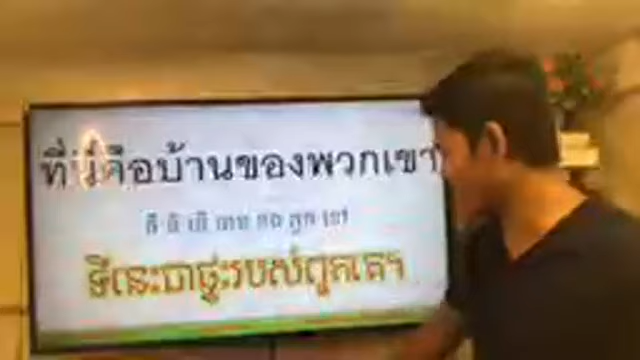 ที่นี่คือบ้านของพวกเขา
ទីនេះជាផ្ទះរបស់ពួកគេ។